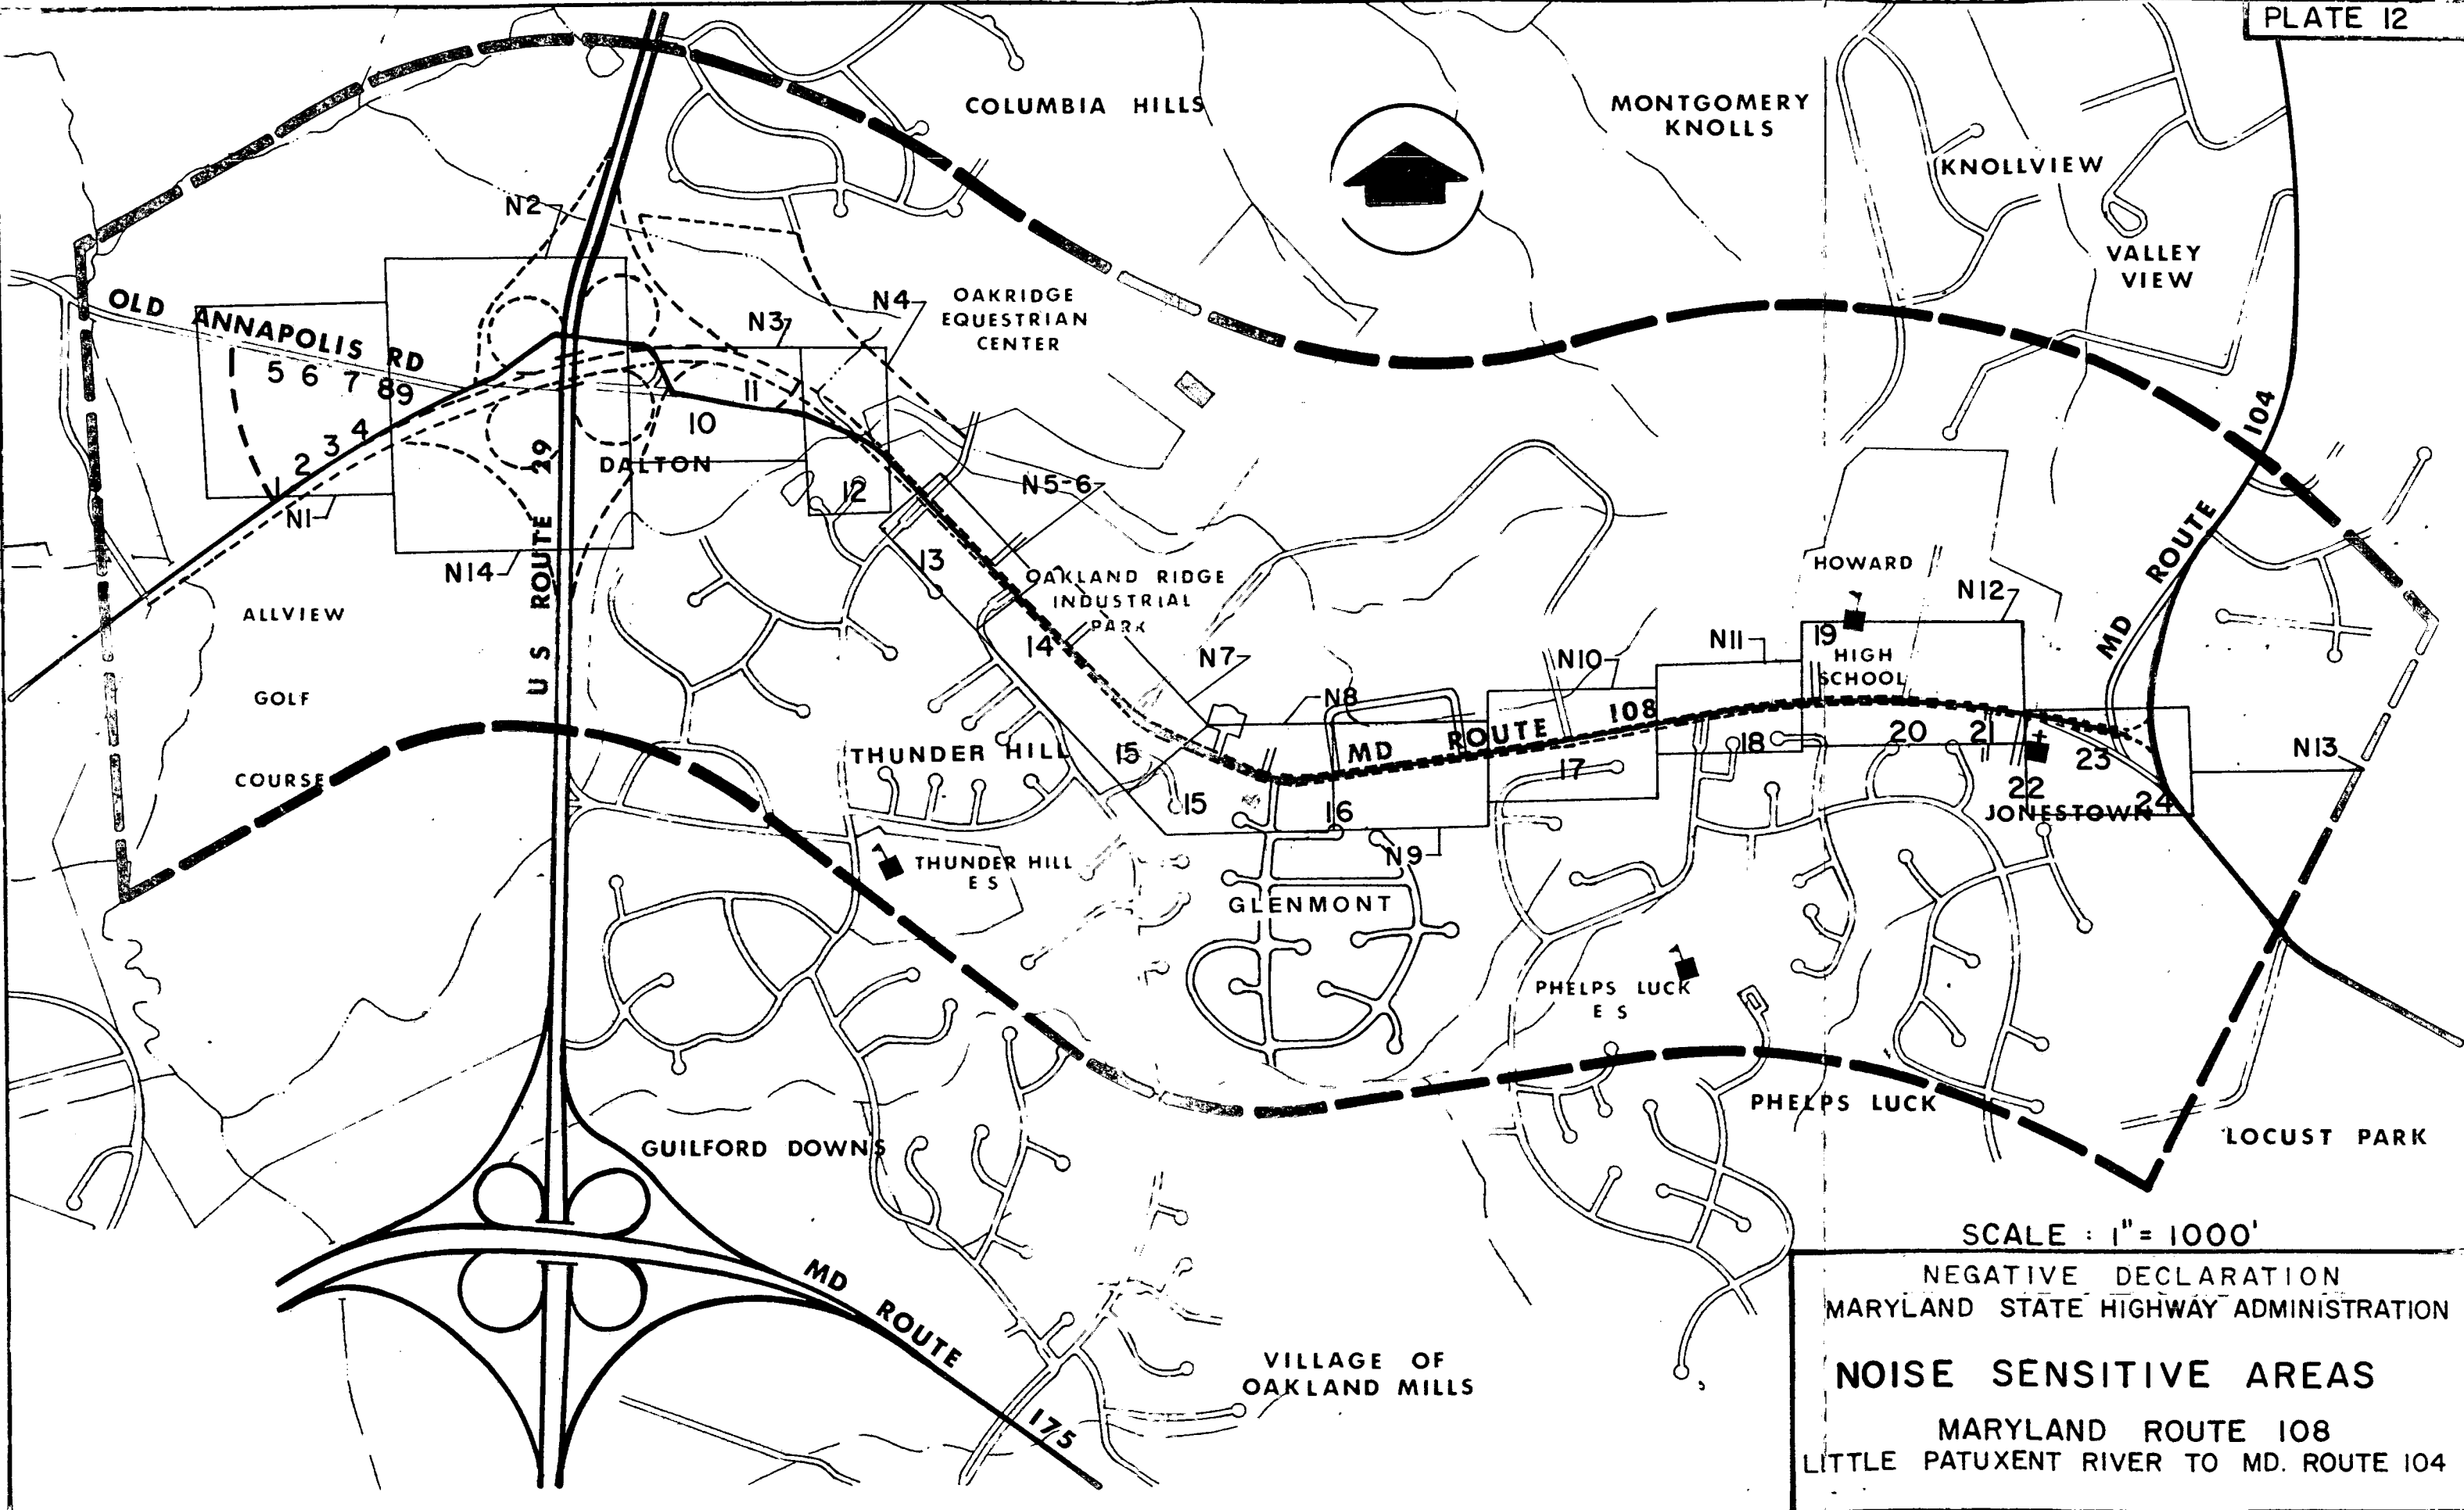 PLATE 12
COLUMBIA HILLS
MONTGOMERY
KNOLLS
KNOLLVIEW
VALLEY
VIEW
N2
OLD ANNAPOLIS RD
N3
N4
OAKRIDGE
EQUESTRIAN
CENTER
5 6 7 8 9
11
10
1 2 3 4
N1
DALTON
12
N5-6
N14
US ROUTE 29
13
OAKLAND RIDGE
INDUSTRIAL
PARK
14
ALLVIEW
GOLF
COURSE
HOWARD
HIGH
SCHOOL
19
N12
N11
N10
N7
N8
MD ROUTE 104
MD ROUTE 108
THUNDER HILL
15
15
16
17
18
20
21
22
23
24
N13
JONESTOWN
N9
THUNDER HILL
E S
GLENMONT
PHELPS LUCK
E S
PHELPS LUCK
LOCUST PARK
GUILFORD DOWNS
MD ROUTE 175
VILLAGE OF
OAKLAND MILLS
SCALE : 1" = 1000'
NEGATIVE DECLARATION
MARYLAND STATE HIGHWAY ADMINISTRATION
NOISE SENSITIVE AREAS
MARYLAND ROUTE 108
LITTLE PATUXENT RIVER TO MD. ROUTE 104